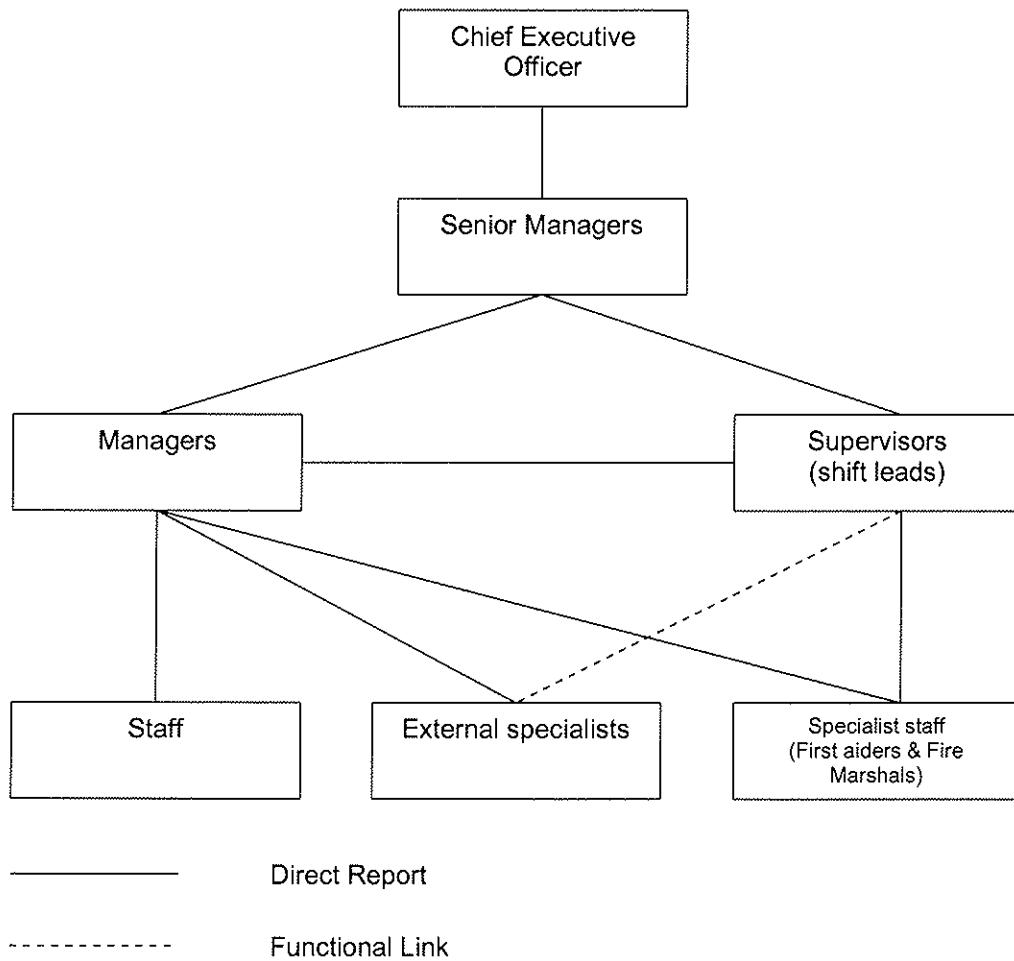 Chief Executive
Officer
Senior Managers
Managers
Supervisors
(shift leads)
Staff
External specialists
Specialist staff
(First aiders & Fire
Marshals)
Direct Report
Functional Link